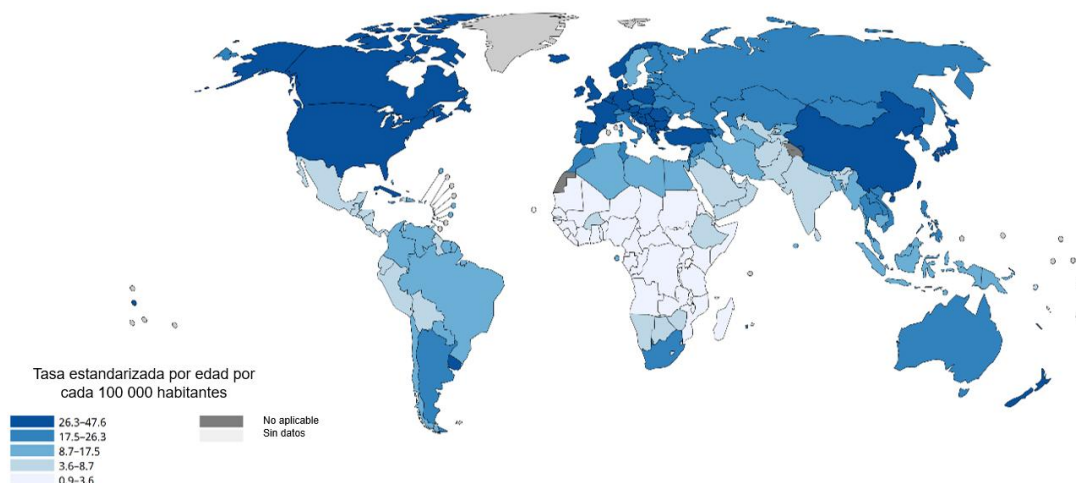 Tasa estandarizada por edad por
cada 100 000 habitantes
26.3–47.6
17.5–26.3
8.7–17.5
3.6–8.7
0.9–3.6
No aplicable
Sin datos